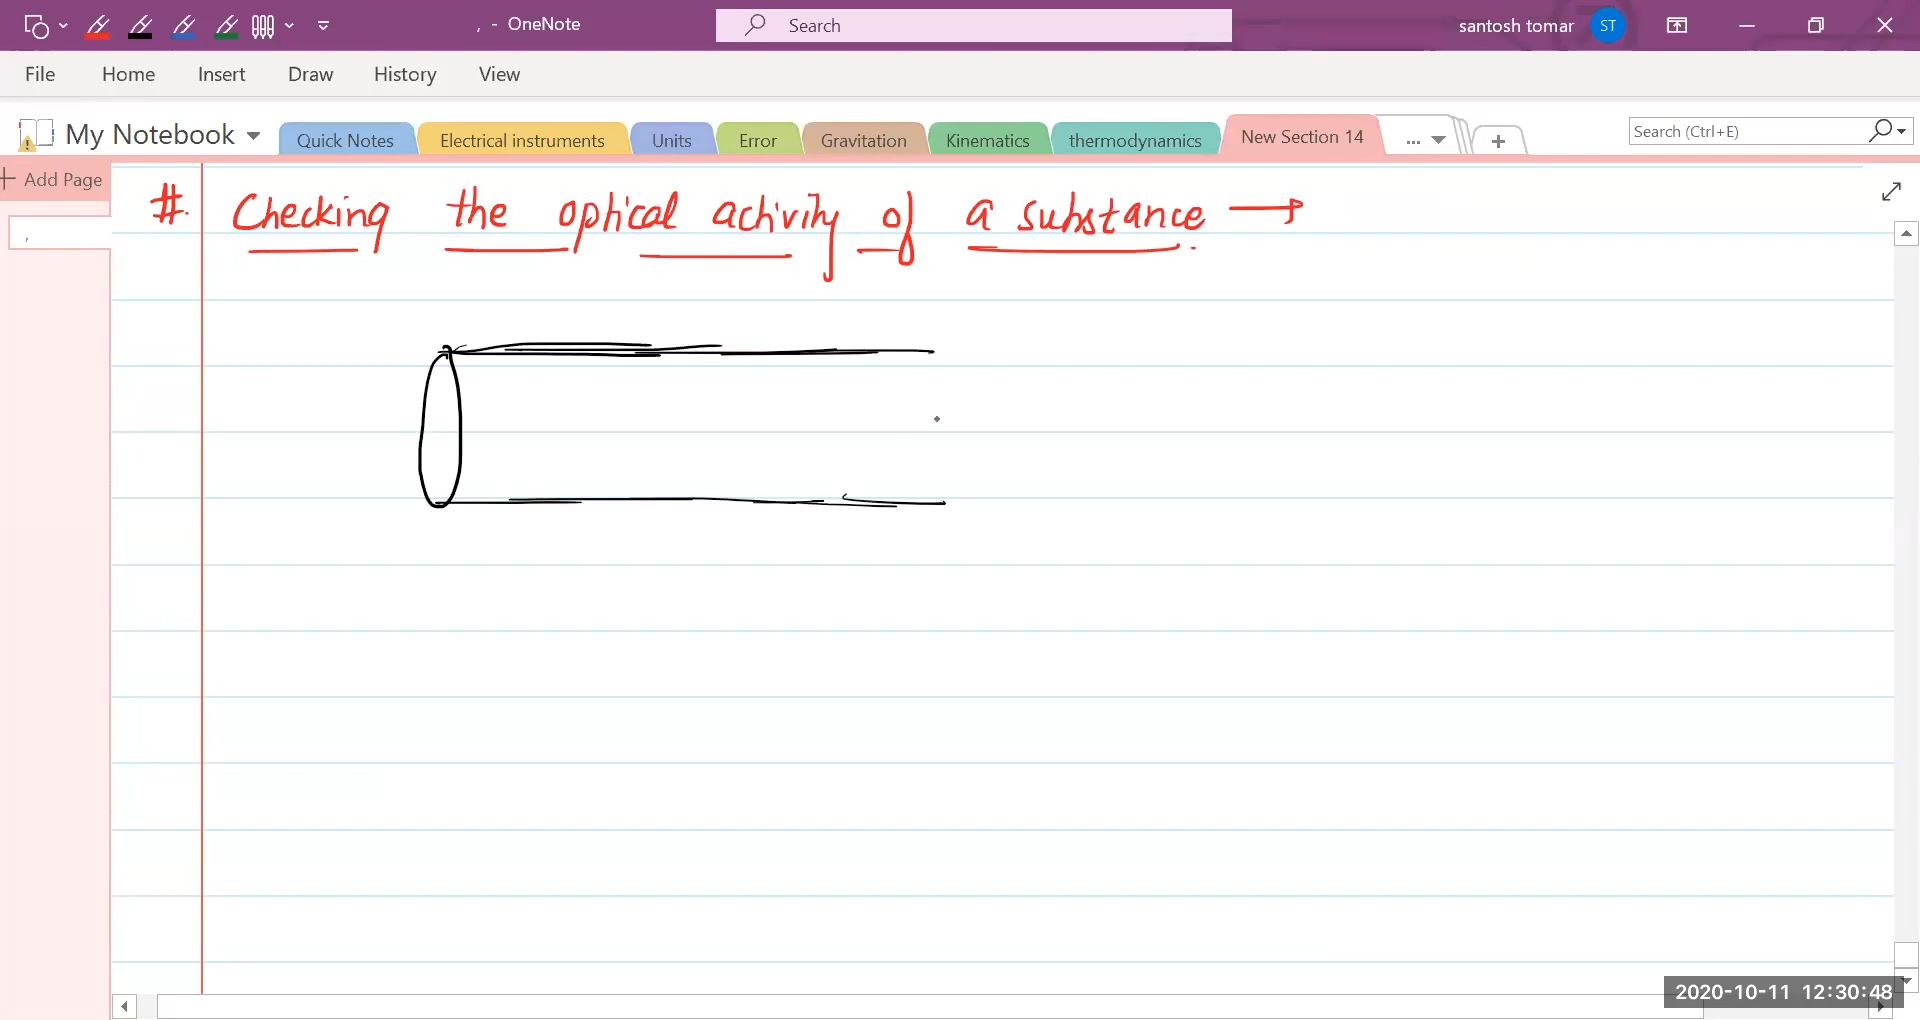 , - OneNote
Search
santosh tomar
ST
File Home Insert Draw History View
My Notebook
Quick Notes
Electrical instruments
Units
Error
Gravitation
Kinematics
thermodynamics
New Section 14
...
+
Search (Ctrl+E)
+ Add Page
,
#. Checking the optical activity of a substance →
2020-10-11 12:30:48